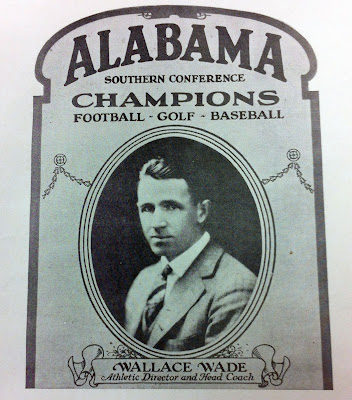 ALABAMA
SOUTHERN CONFERENCE
CHAMPIONS
FOOTBALL - GOLF - BASEBALL
WALLACE WADE
Athletic Director and Head Coach